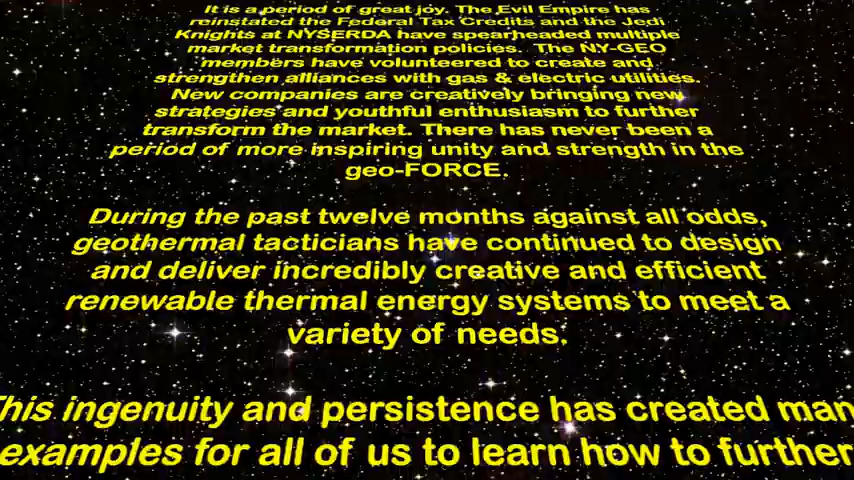 It is a period of great joy. The Evil Empire has
reinstated the Federal Tax Credits and the Jedi
Knights at NYSERDA have spearheaded multiple
market transformation policies. The NY-GEO
members have volunteered to create and
strengthen alliances with gas & electric utilities.
New companies are creatively bringing new
strategies and youthful enthusiasm to further
transform the market. There has never been a
period of more inspiring unity and strength in the
geo-FORCE.
During the past twelve months against all odds,
geothermal tacticians have continued to design
and deliver incredibly creative and efficient
renewable thermal energy systems to meet a
variety of needs.
This ingenuity and persistence has created man
examples for all of us to learn how to further